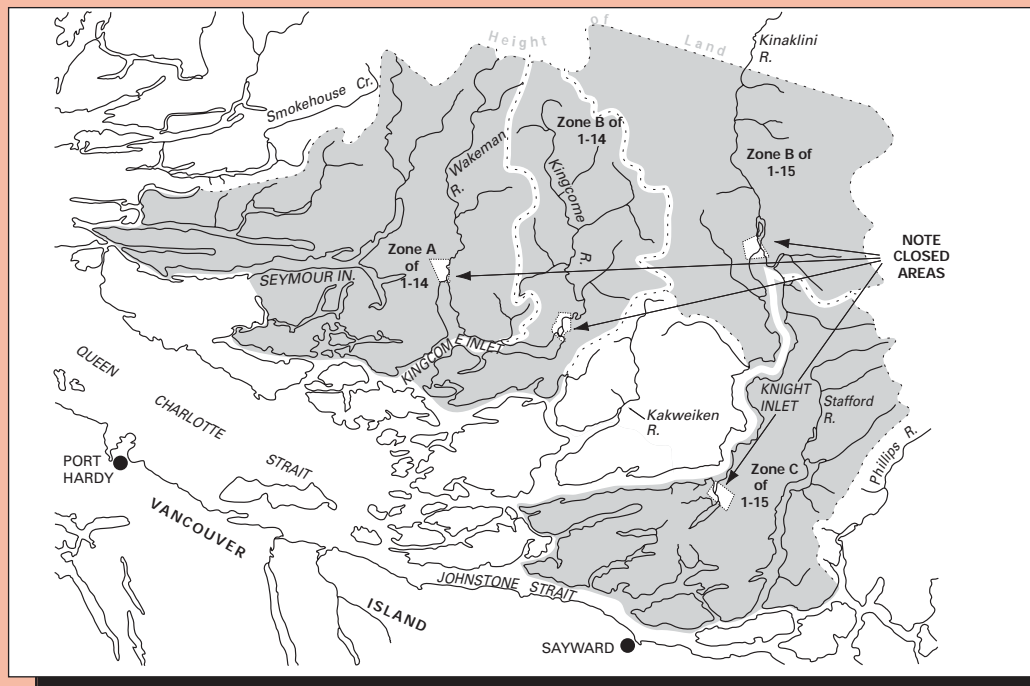 Height of Land
Kinaklini
R.
Smokehouse Cr.
Zone B of
1-14
Wakeman
R.
Kingcome
R.
Zone B of
1-15
NOTE
CLOSED
AREAS
Zone A
of
1-14
SEYMOUR IN.
KINGCOME INLET
QUEEN
CHARLOTTE
STRAIT
KNIGHT
INLET
Stafford
R.
Kakweiken
R.
Phillips R.
PORT
HARDY
Zone C
of
1-15
VANCOUVER
ISLAND
JOHNSTONE STRAIT
SAYWARD